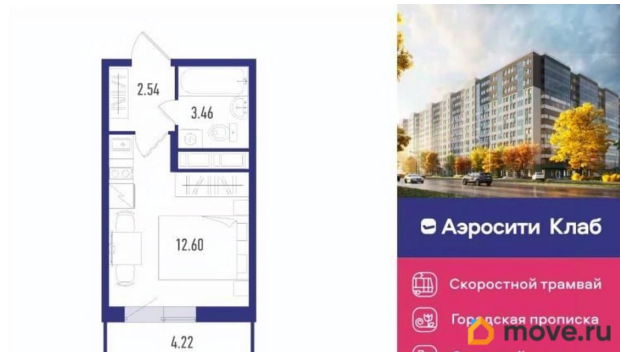 2.54
3.46
12.60
4.22
Аэросити Клаб
Скоростной трамвай
Городская прописка
move.ru